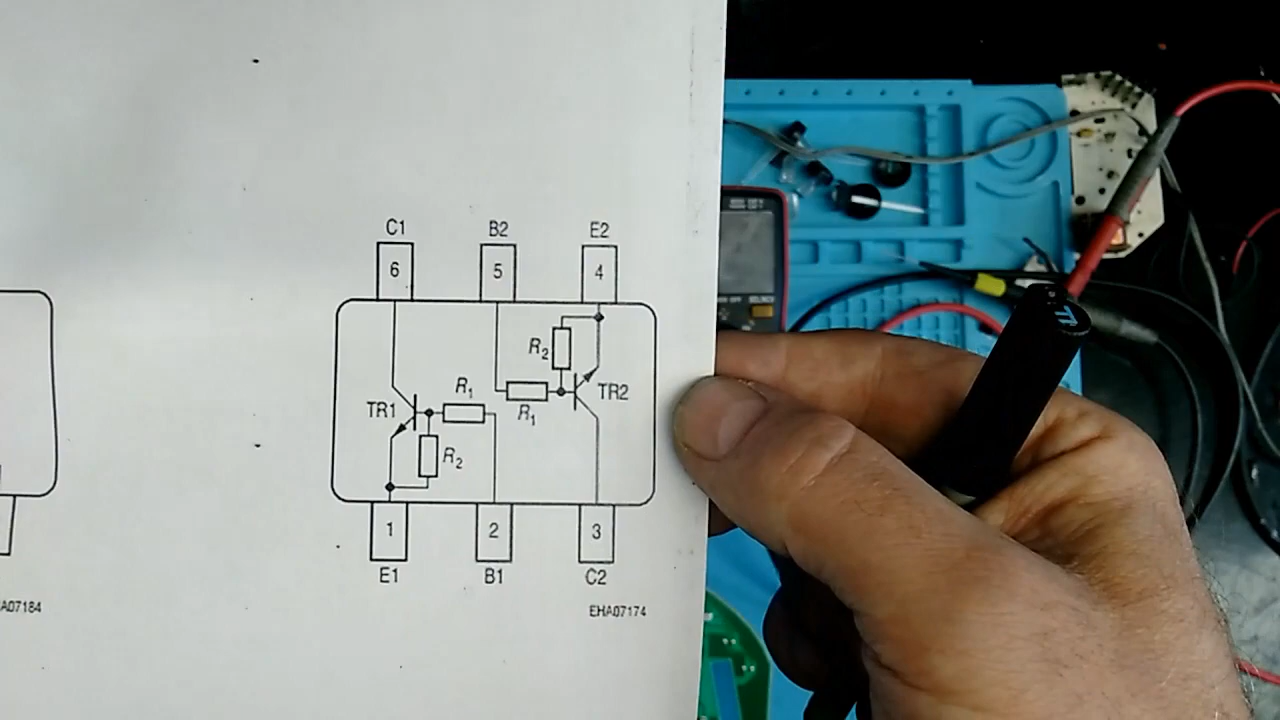 C1 B2 E2
6 5 4
R2
TR2
R1
R1
TR1
R2
1 2 3
E1 B1 C2
EHA07174
A07184